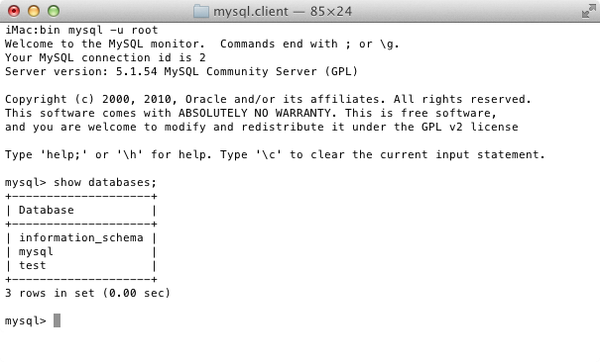 mysql.client — 85×24
iMac:bin mysql -u root
Welcome to the MySQL monitor.  Commands end with ; or \g.
Your MySQL connection id is 2
Server version: 5.1.54 MySQL Community Server (GPL)
Copyright (c) 2000, 2010, Oracle and/or its affiliates. All rights reserved.
This software comes with ABSOLUTELY NO WARRANTY. This is free software,
and you are welcome to modify and redistribute it under the GPL v2 license
Type 'help;' or '\h' for help. Type '\c' to clear the current input statement.
mysql> show databases;
+--------------------+
| Database           |
+--------------------+
| information_schema |
| mysql              |
| test               |
+--------------------+
3 rows in set (0.00 sec)
mysql>